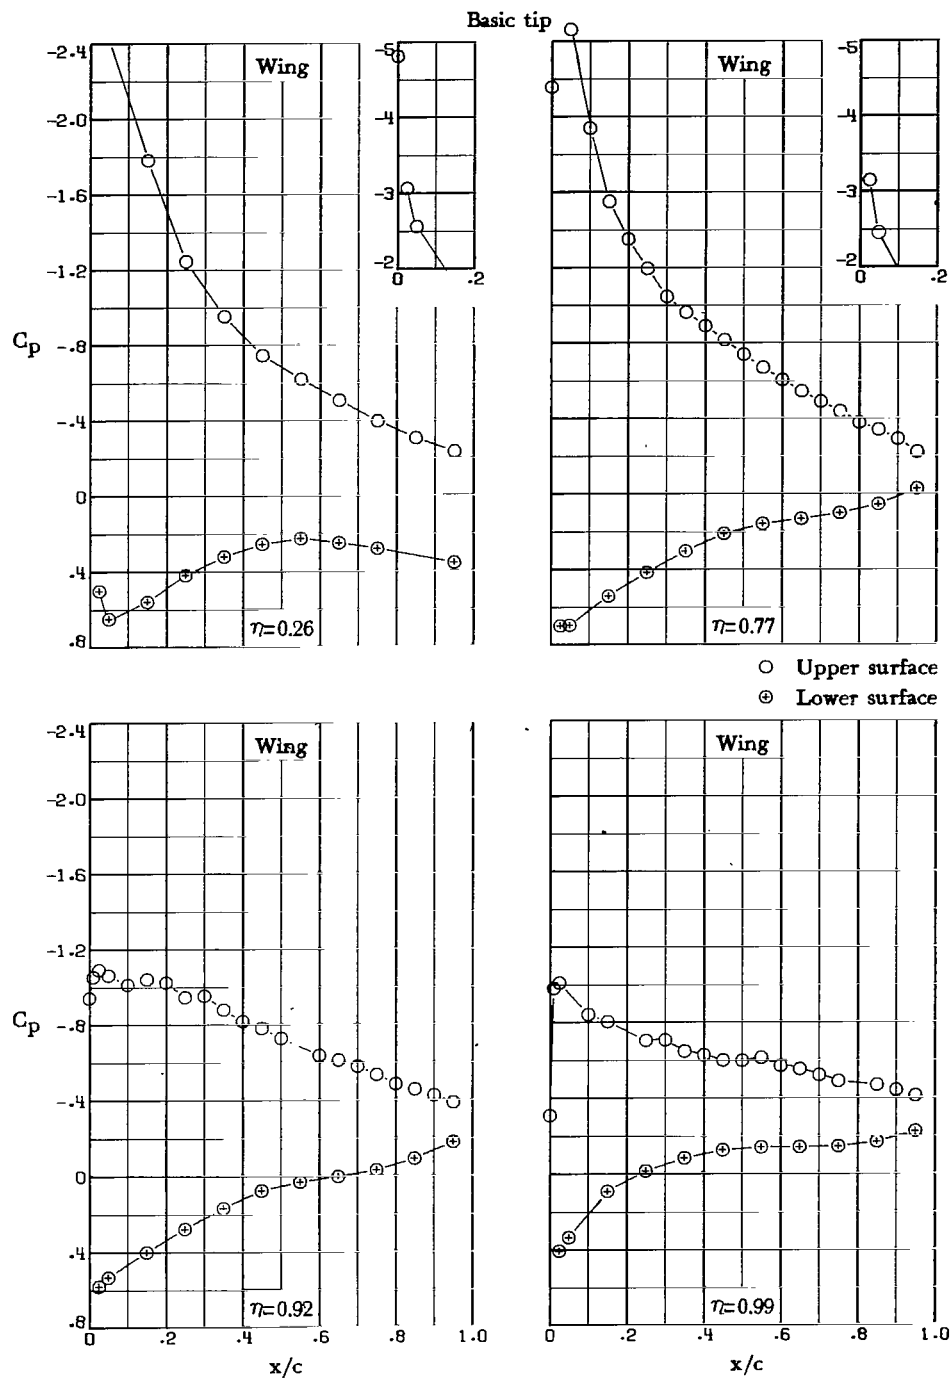 Basic tip
-2.4
-2.0
-1.6
-1.2
-.8
-.4
0
.4
.8
Cp
Wing
η=0.26
-5
-4
-3
-2
0 .2
Wing
η=0.77
-5
-4
-3
-2
0 .2
○ Upper surface
⊕ Lower surface
-2.4
-2.0
-1.6
-1.2
-.8
-.4
0
.4
.8
Cp
Wing
η=0.92
0 .2 .4 .6 .8 1.0
x/c
Wing
η=0.99
0 .2 .4 .6 .8 1.0
x/c